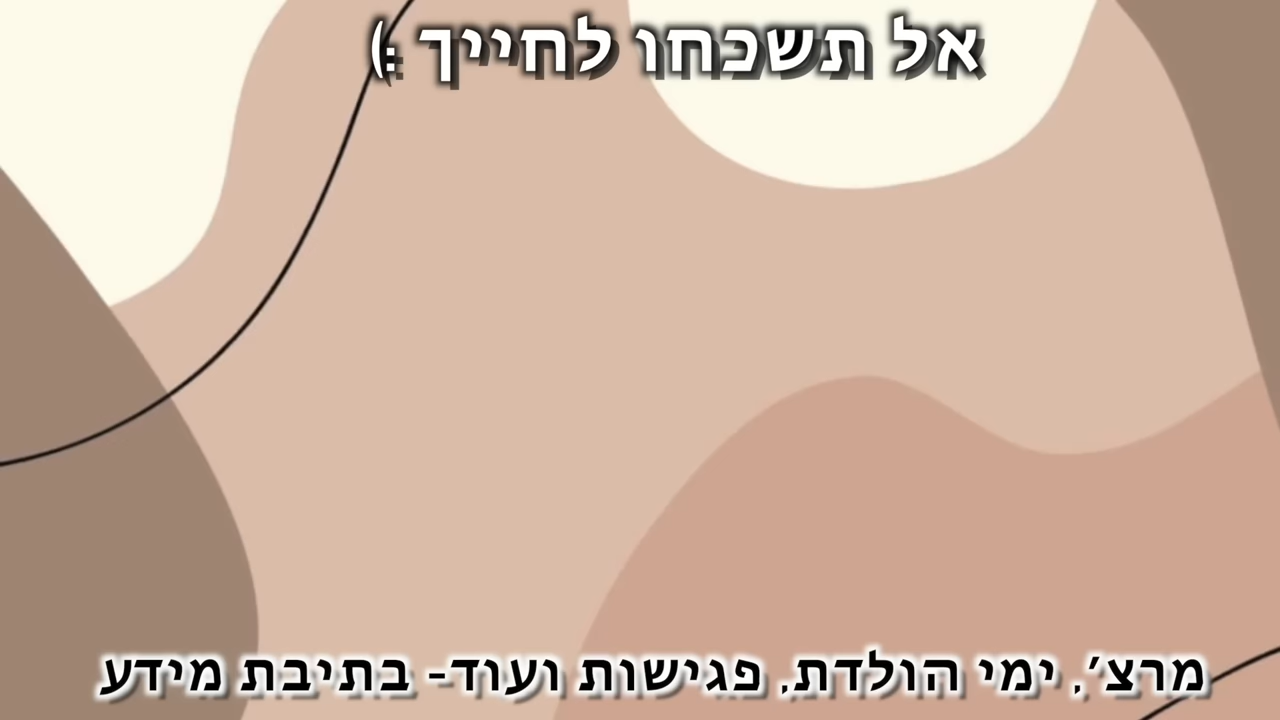 אל תשכחו לחייך :)
מרצ', ימי הולדת, פגישות ועוד- בתיבת מידע